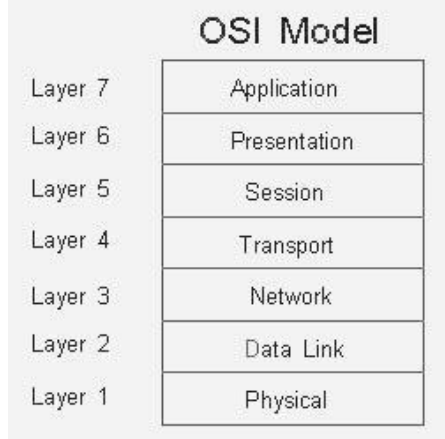 OSI Model
Layer 7 Application
Layer 6 Presentation
Layer 5 Session
Layer 4 Transport
Layer 3 Network
Layer 2 Data Link
Layer 1 Physical